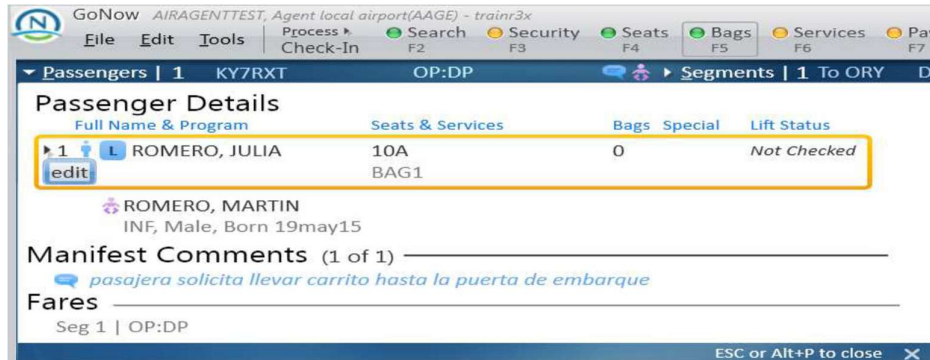 GoNow AIRAGENTTEST, Agent local airport(AAGE) - trainr3x
File Edit Tools Process Check-In Search F2 Security F3 Seats F4 Bags F5 Services F6 Pa F7
Passengers | 1 KY7RXT OP:DP Segments | 1 To ORY D
Passenger Details
Full Name & Program Seats & Services Bags Special Lift Status
1 L ROMERO, JULIA 10A 0 Not Checked
edit BAG1
ROMERO, MARTIN
INF, Male, Born 19may15
Manifest Comments (1 of 1)
pasajera solicita llevar carrito hasta la puerta de embarque
Fares
Seg 1 | OP:DP
ESC or Alt+P to close X